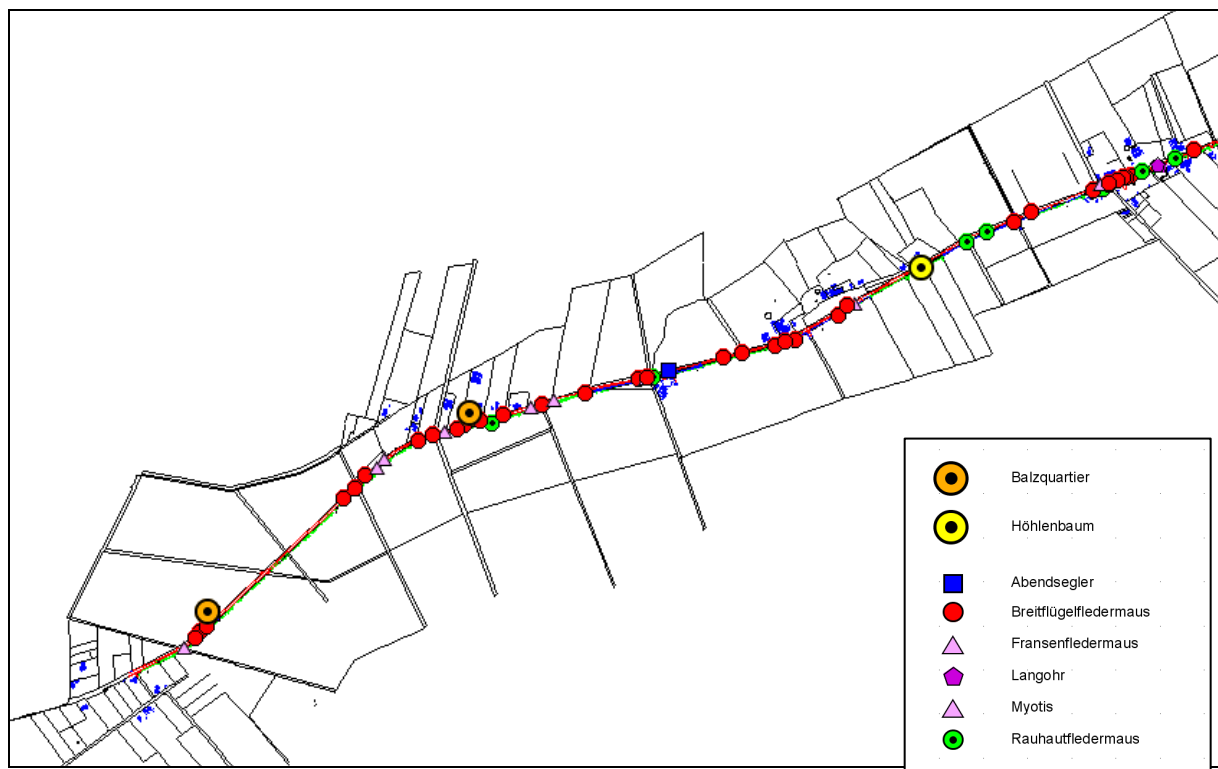 Balzquartier
Höhlenbaum
Abendsegler
Breitflügelfledermaus
Fransenfledermaus
Langohr
Myotis
Rauhautfledermaus